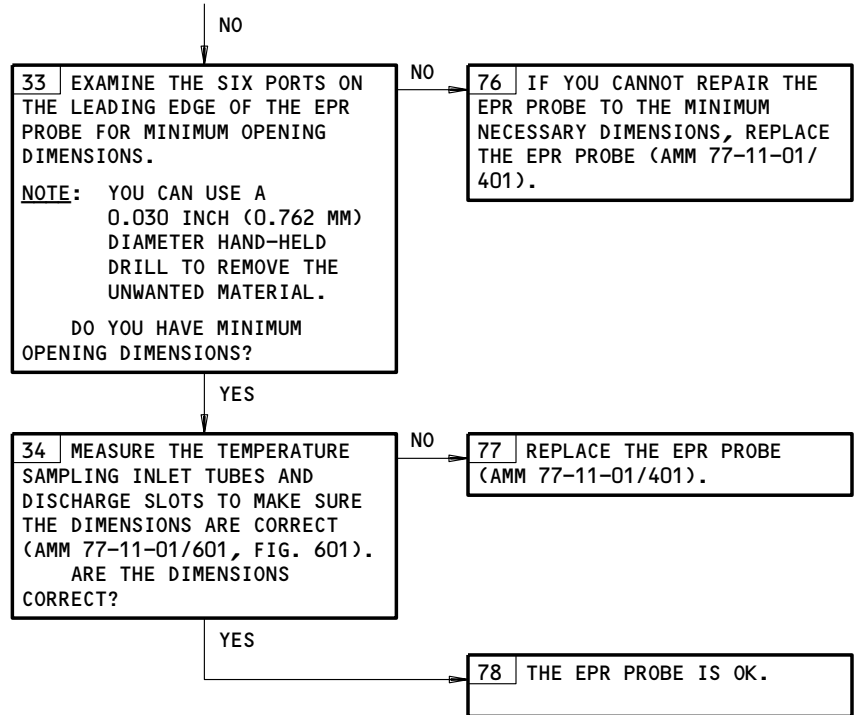 NO
33 EXAMINE THE SIX PORTS ON
THE LEADING EDGE OF THE EPR
PROBE FOR MINIMUM OPENING
DIMENSIONS.
NOTE: YOU CAN USE A
0.030 INCH (0.762 MM)
DIAMETER HAND-HELD
DRILL TO REMOVE THE
UNWANTED MATERIAL.
DO YOU HAVE MINIMUM
OPENING DIMENSIONS?
NO
76 IF YOU CANNOT REPAIR THE
EPR PROBE TO THE MINIMUM
NECESSARY DIMENSIONS, REPLACE
THE EPR PROBE (AMM 77-11-01/
401).
YES
34 MEASURE THE TEMPERATURE
SAMPLING INLET TUBES AND
DISCHARGE SLOTS TO MAKE SURE
THE DIMENSIONS ARE CORRECT
(AMM 77-11-01/601, FIG. 601).
ARE THE DIMENSIONS
CORRECT?
NO
77 REPLACE THE EPR PROBE
(AMM 77-11-01/401).
YES
78 THE EPR PROBE IS OK.